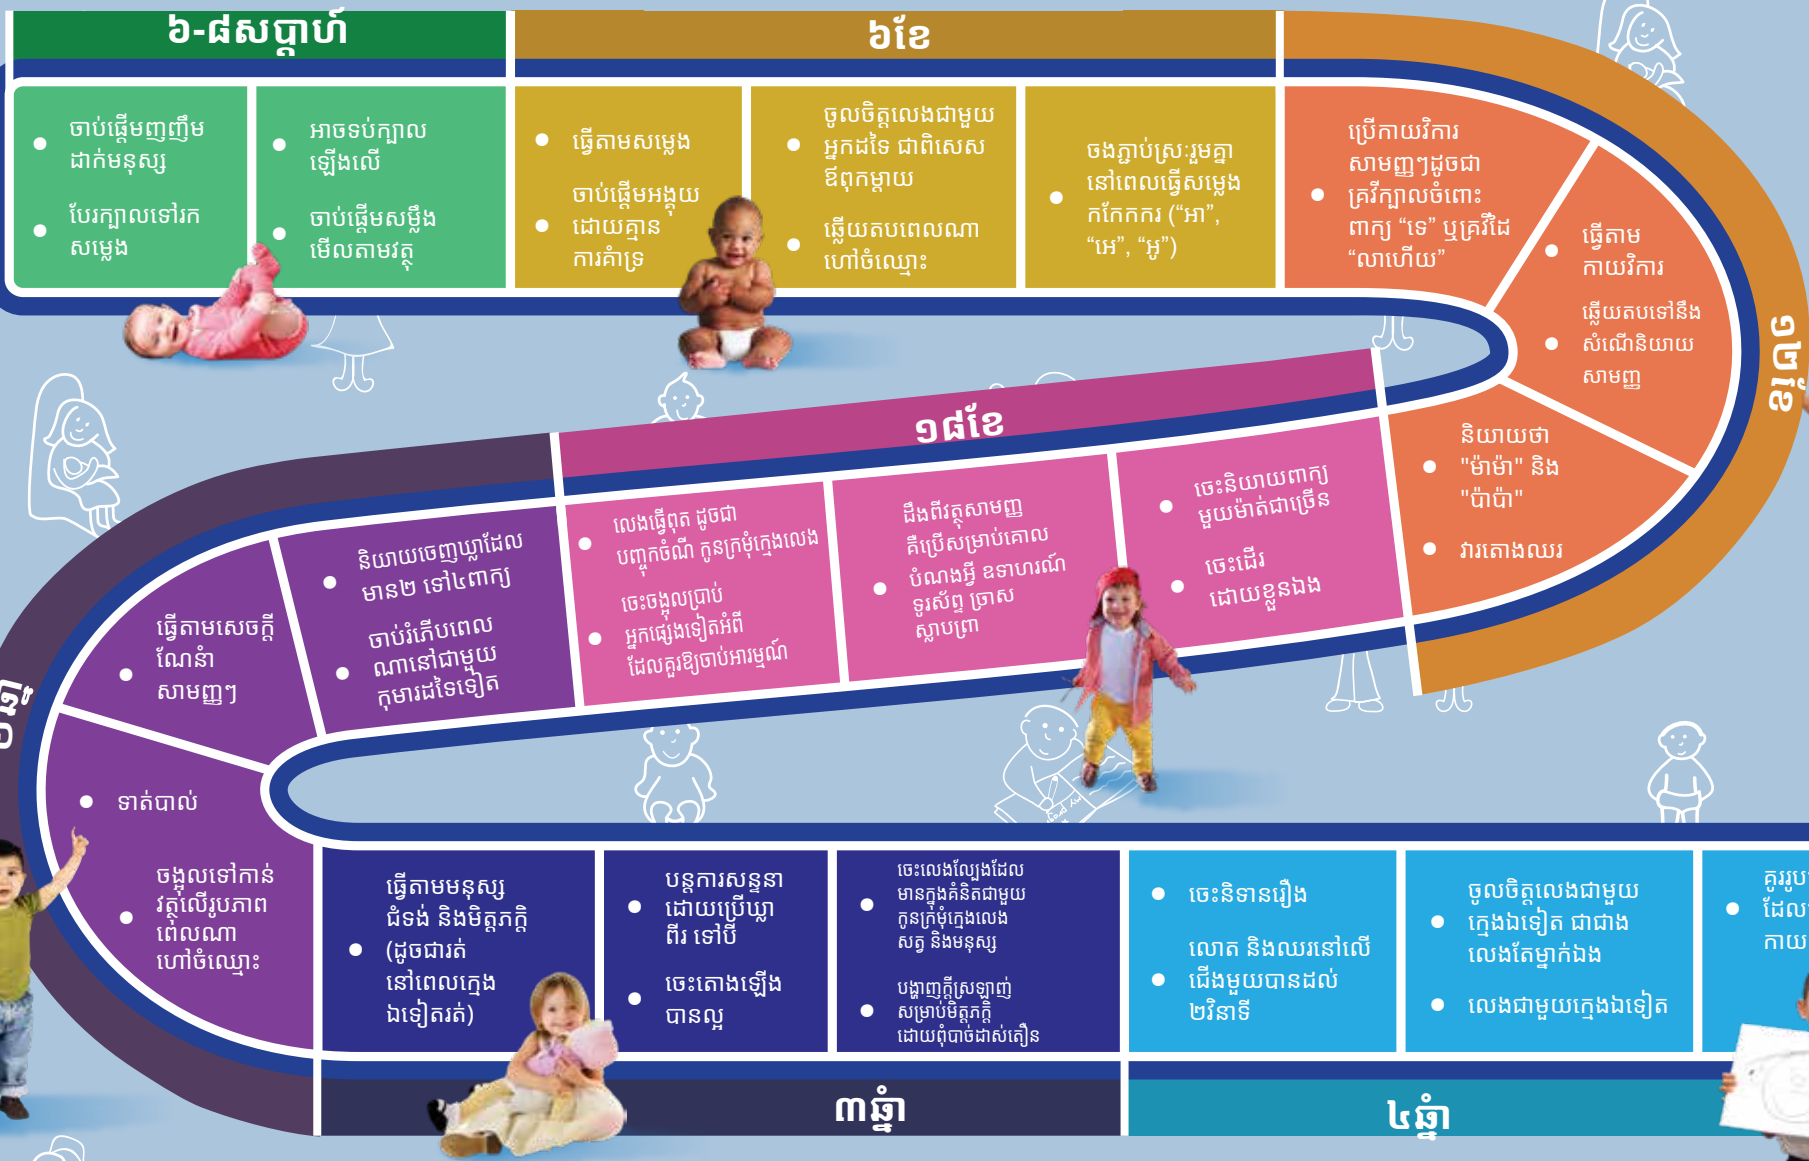 ៦-៨សប្តាហ៍
ចាប់ផ្តើមញញឹម
ដាក់មនុស្ស
បែរក្បាលទៅរក
សម្លេង
អាចទប់ក្បាល
ឡើងលើ
ចាប់ផ្តើមសម្លឹង
មើលតាមវត្ថុ
៦ខែ
ធ្វើតាមសម្លេង
ចាប់ផ្តើមអង្គុយ
ដោយគ្មាន
ការគំាទ្រ
ចូលចិត្តលេងជាមួយ
អ្នកដទៃ ជាពិសេស
ឪពុកម្តាយ
ឆ្លើយតបពេលណា
ហៅចំឈ្មោះ
ចងភ្ជាប់ស្រៈរួមគ្នា
នៅពេលធ្វើសម្លេង
កកែកករ (“អា”,
“អេ”, “អូ”)
១២ខែ
ប្រើកាយវិការ
សាមញ្ញៗដូចជា
គ្រវីក្បាលចំពោះ
ពាក្យ “ទេ” ឬគ្រវីដៃ
“លាហើយ”
ធ្វើតាម
កាយវិការ
ឆ្លើយតបទៅនឹង
សំណើនិយាយ
សាមញ្ញ
និយាយថា
"ម៉ាម៉ា" និង
"ប៉ាប៉ា"
វារតោងឈរ
១៨ខែ
ចេះនិយាយពាក្យ
មួយម៉ាត់ជាច្រើន
ចេះដើរ
ដោយខ្លួនឯង
ដឹងពីវត្ថុសាមញ្ញ
គឺប្រើសម្រាប់គោល
បំណងអ្វី ឧទាហរណ៍
ទូរស័ព្ទ ច្រាស
ស្លាបព្រា
លេងធ្វើពុត ដូចជា
បញ្ចុកចំណី កូនក្រមុំក្មេងលេង
ចេះចង្អុលប្រាប់
អ្នកផ្សេងទៀតអំពី
ដែលគួរឱ្យចាប់អារម្មណ៍
និយាយចេញឃ្លាដែល
មាន២ ទៅ៤ពាក្យ
ចាប់រំភើបពេល
ណានៅជាមួយ
កុមារដទៃទៀត
ធ្វើតាមសេចក្តី
ណែនំា
សាមញ្ញៗ
ទាត់បាល់
ចង្អុលទៅកាន់
វត្ថុលើរូបភាព
ពេលណា
ហៅចំឈ្មោះ
ធ្វើតាមមនុស្ស
ជំទង់ និងមិត្តភក្តិ
(ដូចជារត់
នៅពេលក្មេង
ឯទៀតរត់)
បន្តការសន្ទនា
ដោយប្រើឃ្លា
ពីរ ទៅបី
ចេះតោងឡើង
បានល្អ
ចេះលេងល្បែងដែល
មានក្នុងគំនិតជាមួយ
កូនក្រមុំក្មេងលេង
សត្វ និងមនុស្ស
បង្ហាញក្តីស្រឡាញ់
សម្រាប់មិត្តភក្តិ
ដោយពុំបាច់ដាស់តឿន
៣ឆ្នាំ
ចេះនិទានរឿង
លោត និងឈរនៅលើ
ជើងមួយបានដល់
២វិនាទី
ចូលចិត្តលេងជាមួយ
ក្មេងឯទៀត ជាជាង
លេងតែម្នាក់ឯង
លេងជាមួយក្មេងឯទៀត
៤ឆ្នាំ